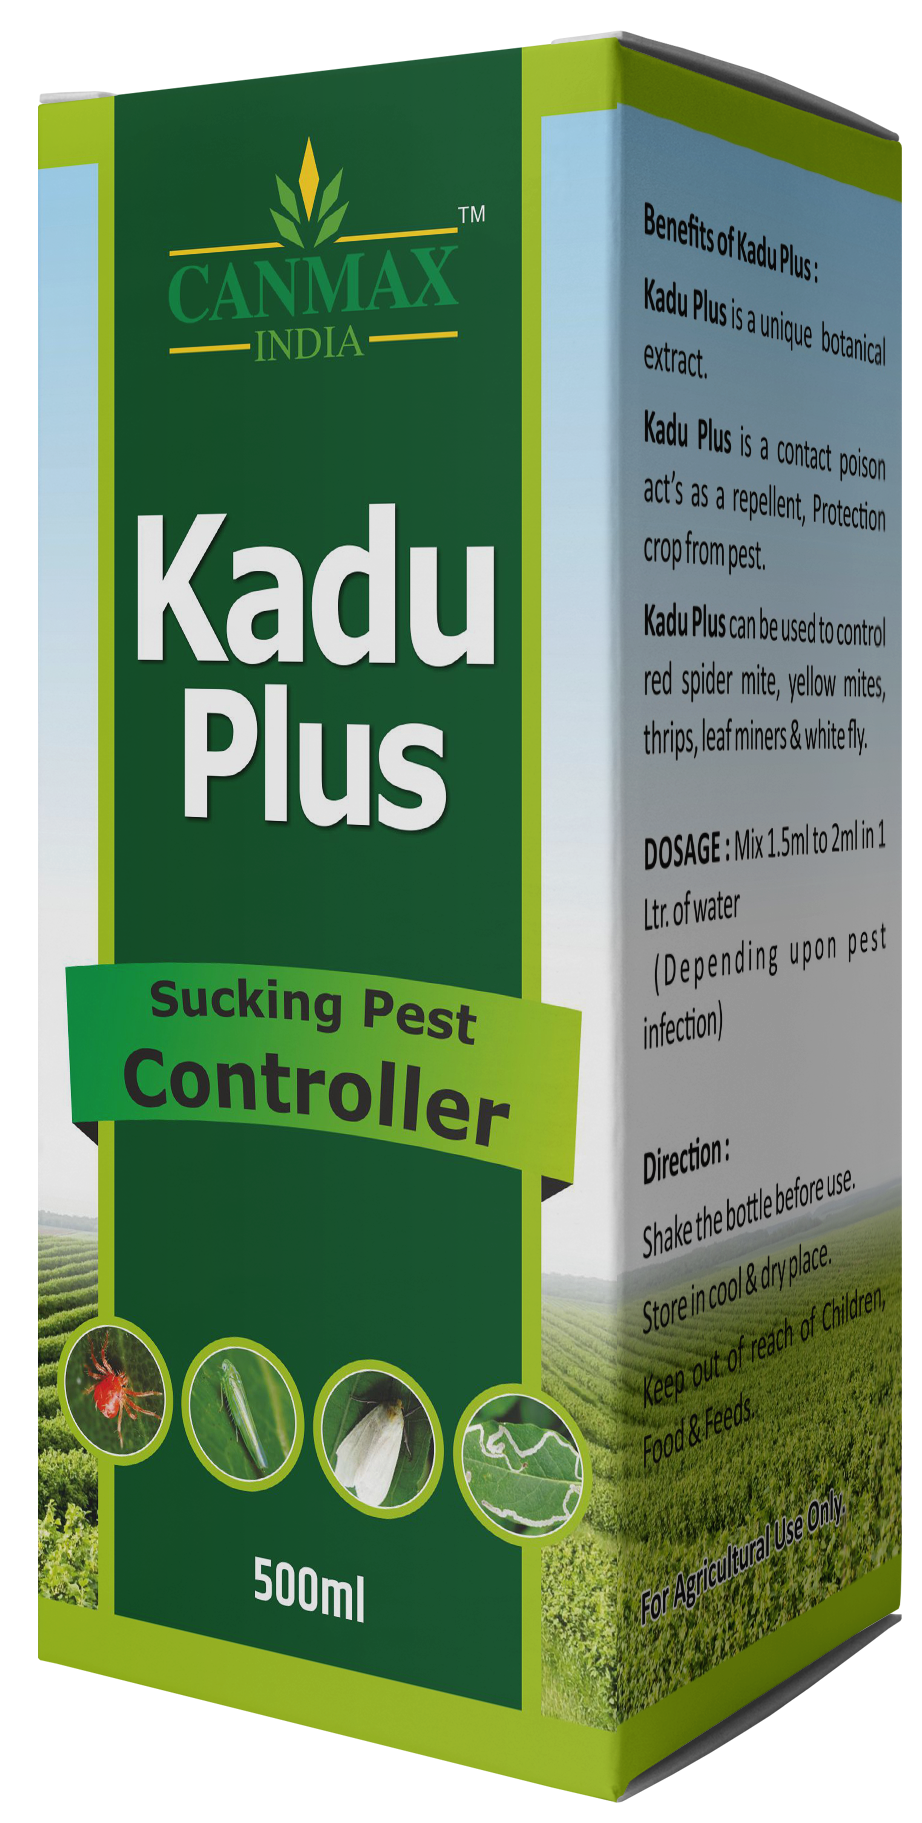 CANMAX
TM
INDIA
Kadu
Plus
Sucking Pest
Controller
500ml
Benefits of Kadu Plus :
Kadu Plus is a unique botanical
extract.
Kadu Plus is a contact poison
act's as a repellent, Protection
crop from pest.
Kadu Plus can be used to control
red spider mite, yellow mites,
thrips, leaf miners & white fly.
DOSAGE : Mix 1.5ml to 2ml in 1
Ltr. of water
(Depending upon pest
infection)
Direction :
Shake the bottle before use.
Store in cool & dry place.
Keep out of reach of Children,
Food & Feeds.
For Agricultural Use Only.